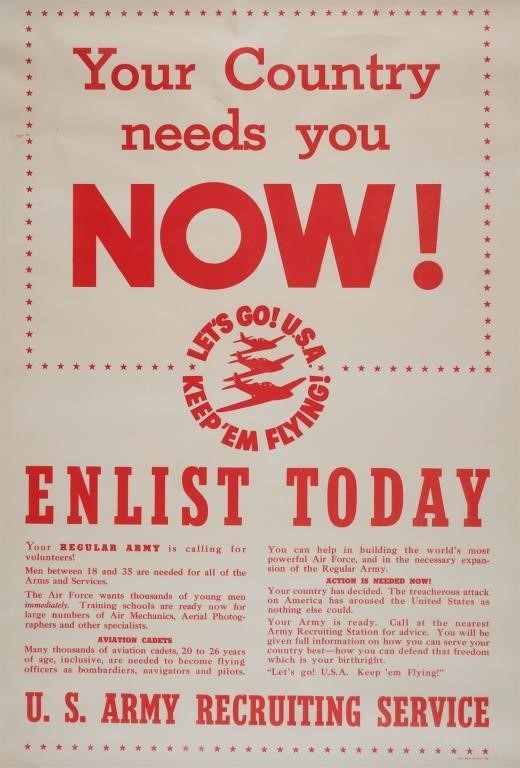 Your Country
needs you
NOW!
LET'S GO! U.S.A.
KEEP 'EM FLYING!
ENLIST TODAY
Your REGULAR ARMY is calling for
volunteers!
Men between 18 and 35 are needed for all of the
Arms and Services.
The Air Force wants thousands of young men
immediately. Training schools are ready now for
large numbers of Air Mechanics, Aerial Photog-
raphers and other specialists.
AVIATION CADETS
Many thousands of aviation cadets, 20 to 26 years
of age, inclusive, are needed to become flying
officers as bombardiers, navigators and pilots.
You can help in building the world's most
powerful Air Force, and in the necessary expan-
sion of the Regular Army.
ACTION IS NEEDED NOW!
Your country has decided. The treacherous attack
on America has aroused the United States as
nothing else could.
Your Army is ready. Call at the nearest
Army Recruiting Station for advice. You will be
given full information on how you can serve your
country best—how you can defend that freedom
which is your birthright.
"Let's go! U.S.A. Keep 'em Flying!"
U. S. ARMY RECRUITING SERVICE